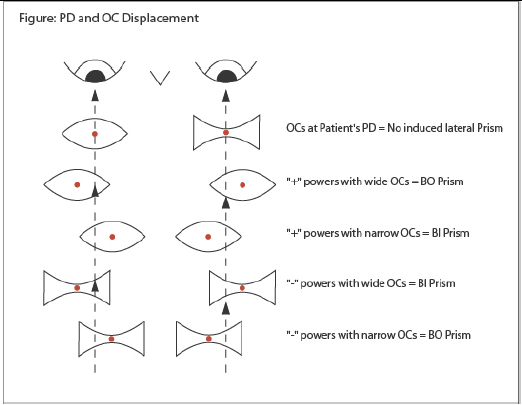 Figure: PD and OC Displacement
OCs at Patient's PD = No induced lateral Prism
"+" powers with wide OCs = BO Prism
"+" powers with narrow OCs = BI Prism
"-" powers with wide OCs = BI Prism
"-" powers with narrow OCs = BO Prism